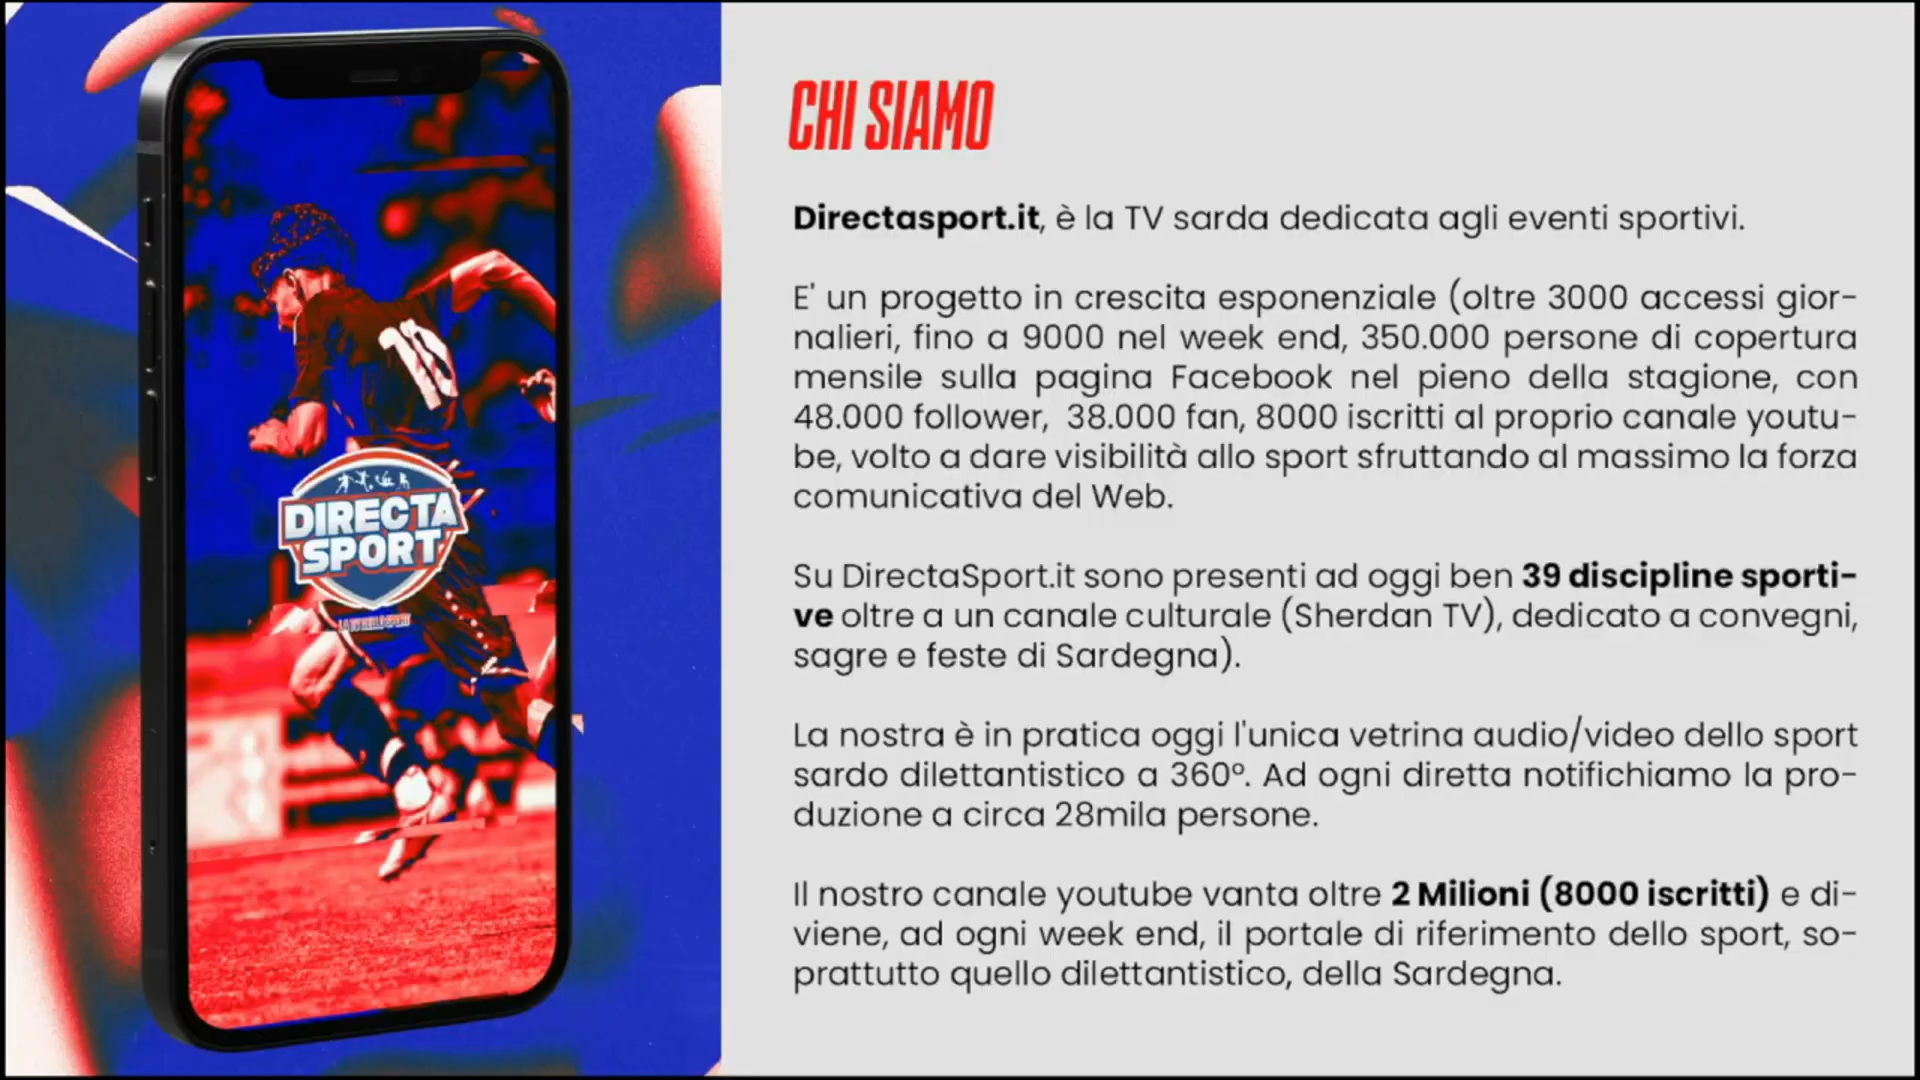 CHI SIAMO
Directasport.it, è la TV sarda dedicata agli eventi sportivi.
E' un progetto in crescita esponenziale (oltre 3000 accessi gior-
nalieri, fino a 9000 nel week end, 350.000 persone di copertura
mensile sulla pagina Facebook nel pieno della stagione, con
48.000 follower, 38.000 fan, 8000 iscritti al proprio canale youtu-
be, volto a dare visibilità allo sport sfruttando al massimo la forza
comunicativa del Web.
Su DirectaSport.it sono presenti ad oggi ben 39 discipline sporti-
ve oltre a un canale culturale (Sherdan TV), dedicato a convegni,
sagre e feste di Sardegna).
La nostra è in pratica oggi l'unica vetrina audio/video dello sport
sardo dilettantistico a 360°. Ad ogni diretta notifichiamo la pro-
duzione a circa 28mila persone.
Il nostro canale youtube vanta oltre 2 Milioni (8000 iscritti) e di-
viene, ad ogni week end, il portale di riferimento dello sport, so-
prattutto quello dilettantistico, della Sardegna.
10
DIRECTA
SPORT